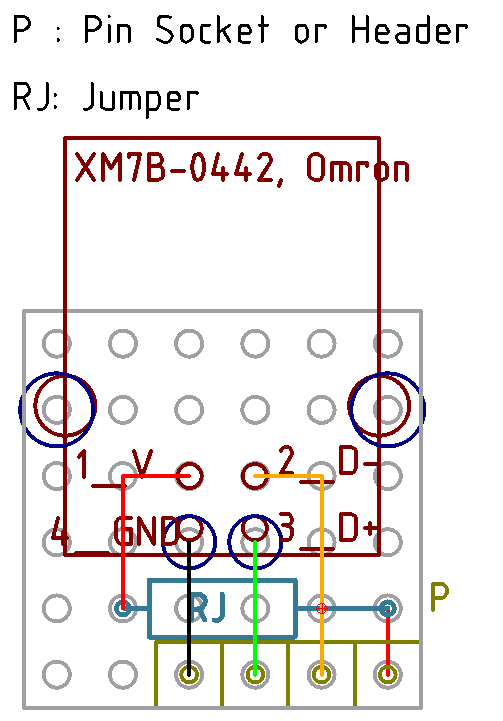 P : Pin Socket or Header
RJ: Jumper
XM7B-0442, Omron
1_V 2_D-
4_GND 3_D+
RJ
P